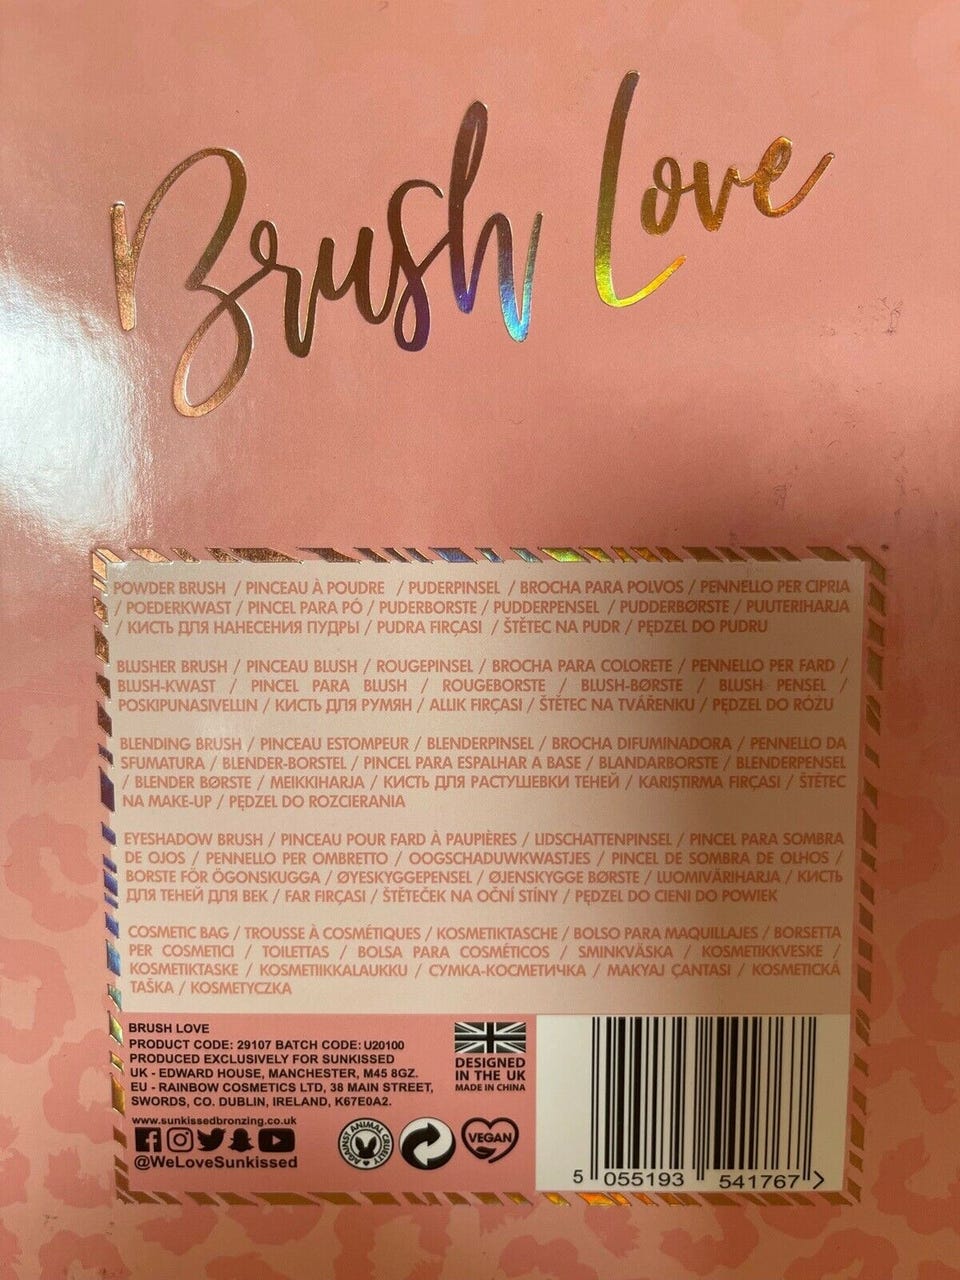 Brush Love
POWDER BRUSH / PINCEAU À POUDRE / PUDERPINSEL / BROCHA PARA POLVOS / PENNELLO PER CIPRIA
/ POEDERKWAST / PINCEL PARA PÓ / PUDERBORSTE / PUDDERPENSEL / PUDDERBØRSTE / PUUTERIHARJA
/ КИСТЬ ДЛЯ НАНЕСЕНИЯ ПУДРЫ / PUDRA FIRÇASI / ŠTĚTEC NA PUDR / PĘDZEL DO PUDRU
BLUSHER BRUSH / PINCEAU BLUSH / ROUGEPINSEL / BROCHA PARA COLORETE / PENNELLO PER FARD /
BLUSH-KWAST / PINCEL PARA BLUSH / ROUGEBORSTE / BLUSH-BØRSTE / BLUSH PENSEL /
POSKIPUNASIVELLIN / КИСТЬ ДЛЯ РУМЯН / ALLIK FIRÇASI / ŠTĚTEC NA TVÁŘENKU / PĘDZEL DO RÓŻU
BLENDING BRUSH / PINCEAU ESTOMPEUR / BLENDERPINSEL / BROCHA DIFUMINADORA / PENNELLO DA
SFUMATURA / BLENDER-BORSTEL / PINCEL PARA ESPALHAR A BASE / BLANDARBORSTE / BLENDERPENSEL
/ BLENDER BØRSTE / MEIKKIHARJA / КИСТЬ ДЛЯ РАСТУШЕВКИ ТЕНЕЙ / KARIŞTIRMA FIRÇASI / ŠTĚTEC
NA MAKE-UP / PĘDZEL DO ROZCIERANIA
EYESHADOW BRUSH / PINCEAU POUR FARD À PAUPIÈRES / LIDSCHATTENPINSEL / PINCEL PARA SOMBRA
DE OJOS / PENNELLO PER OMBRETTO / OOGSCHADUWKWASTJES / PINCEL DE SOMBRA DE OLHOS /
BORSTE FÖR ÖGONSKUGGA / ØYESKYGGEPENSEL / ØJENSKYGGE BØRSTE / LUOMIVÄRIHARJA / КИСТЬ
ДЛЯ ТЕНЕЙ ДЛЯ ВЕК / FAR FIRÇASI / ŠTĚTEČEK NA OČNÍ STÍNY / PĘDZEL DO CIENI DO POWIEK
COSMETIC BAG / TROUSSE À COSMÉTIQUES / KOSMETIKTASCHE / BOLSO PARA MAQUILLAJES / BORSETTA
PER COSMETICI / TOILETTAS / BOLSA PARA COSMÉTICOS / SMINKVÄSKA / KOSMETIKKVESKE /
KOSMETIKTASKE / KOSMETIIKKALAUKKU / СУМКА-КОСМЕТИЧКА / MAKYAJ ÇANTASI / KOSMETICKÁ
TAŠKA / KOSMETYCZKA
BRUSH LOVE
PRODUCT CODE: 29107 BATCH CODE: U20100
PRODUCED EXCLUSIVELY FOR SUNKISSED
UK - EDWARD HOUSE, MANCHESTER, M45 8GZ.
EU - RAINBOW COSMETICS LTD, 38 MAIN STREET,
SWORDS, CO. DUBLIN, IRELAND, K67E0A2.
www.sunkissedbronzing.co.uk
@WeLoveSunkissed
DESIGNED
IN THE UK
MADE IN CHINA
AGAINST ANIMAL CRUELTY
VEGAN
5 055193 541767 >